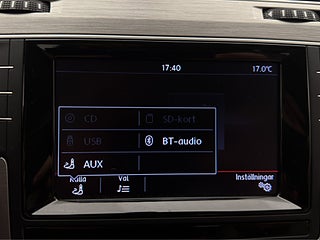 17:40 17.0°C
CD SD-kort
USB BT-audio
AUX
Källa Val Inställningar